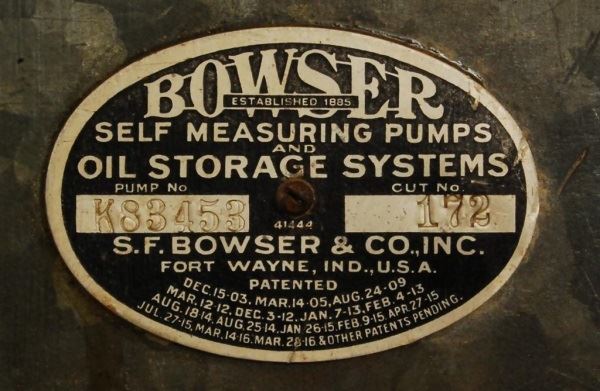 BOWSER
ESTABLISHED 1885
SELF MEASURING PUMPS
AND
OIL STORAGE SYSTEMS
PUMP No CUT No.
K83453 172
41444
S.F. BOWSER & CO., INC.
FORT WAYNE, IND., U.S.A.
PATENTED
DEC. 15-03, MAR. 14-05, AUG. 24-09
MAR. 12-12, DEC. 3-12, JAN. 7-13, FEB. 4-13
AUG. 18-14, AUG. 25 14, JAN 26-15, FEB. 9-15, APR. 27-15
JUL. 27-15, MAR. 14-16, MAR. 28-16 & OTHER PATENTS PENDING.